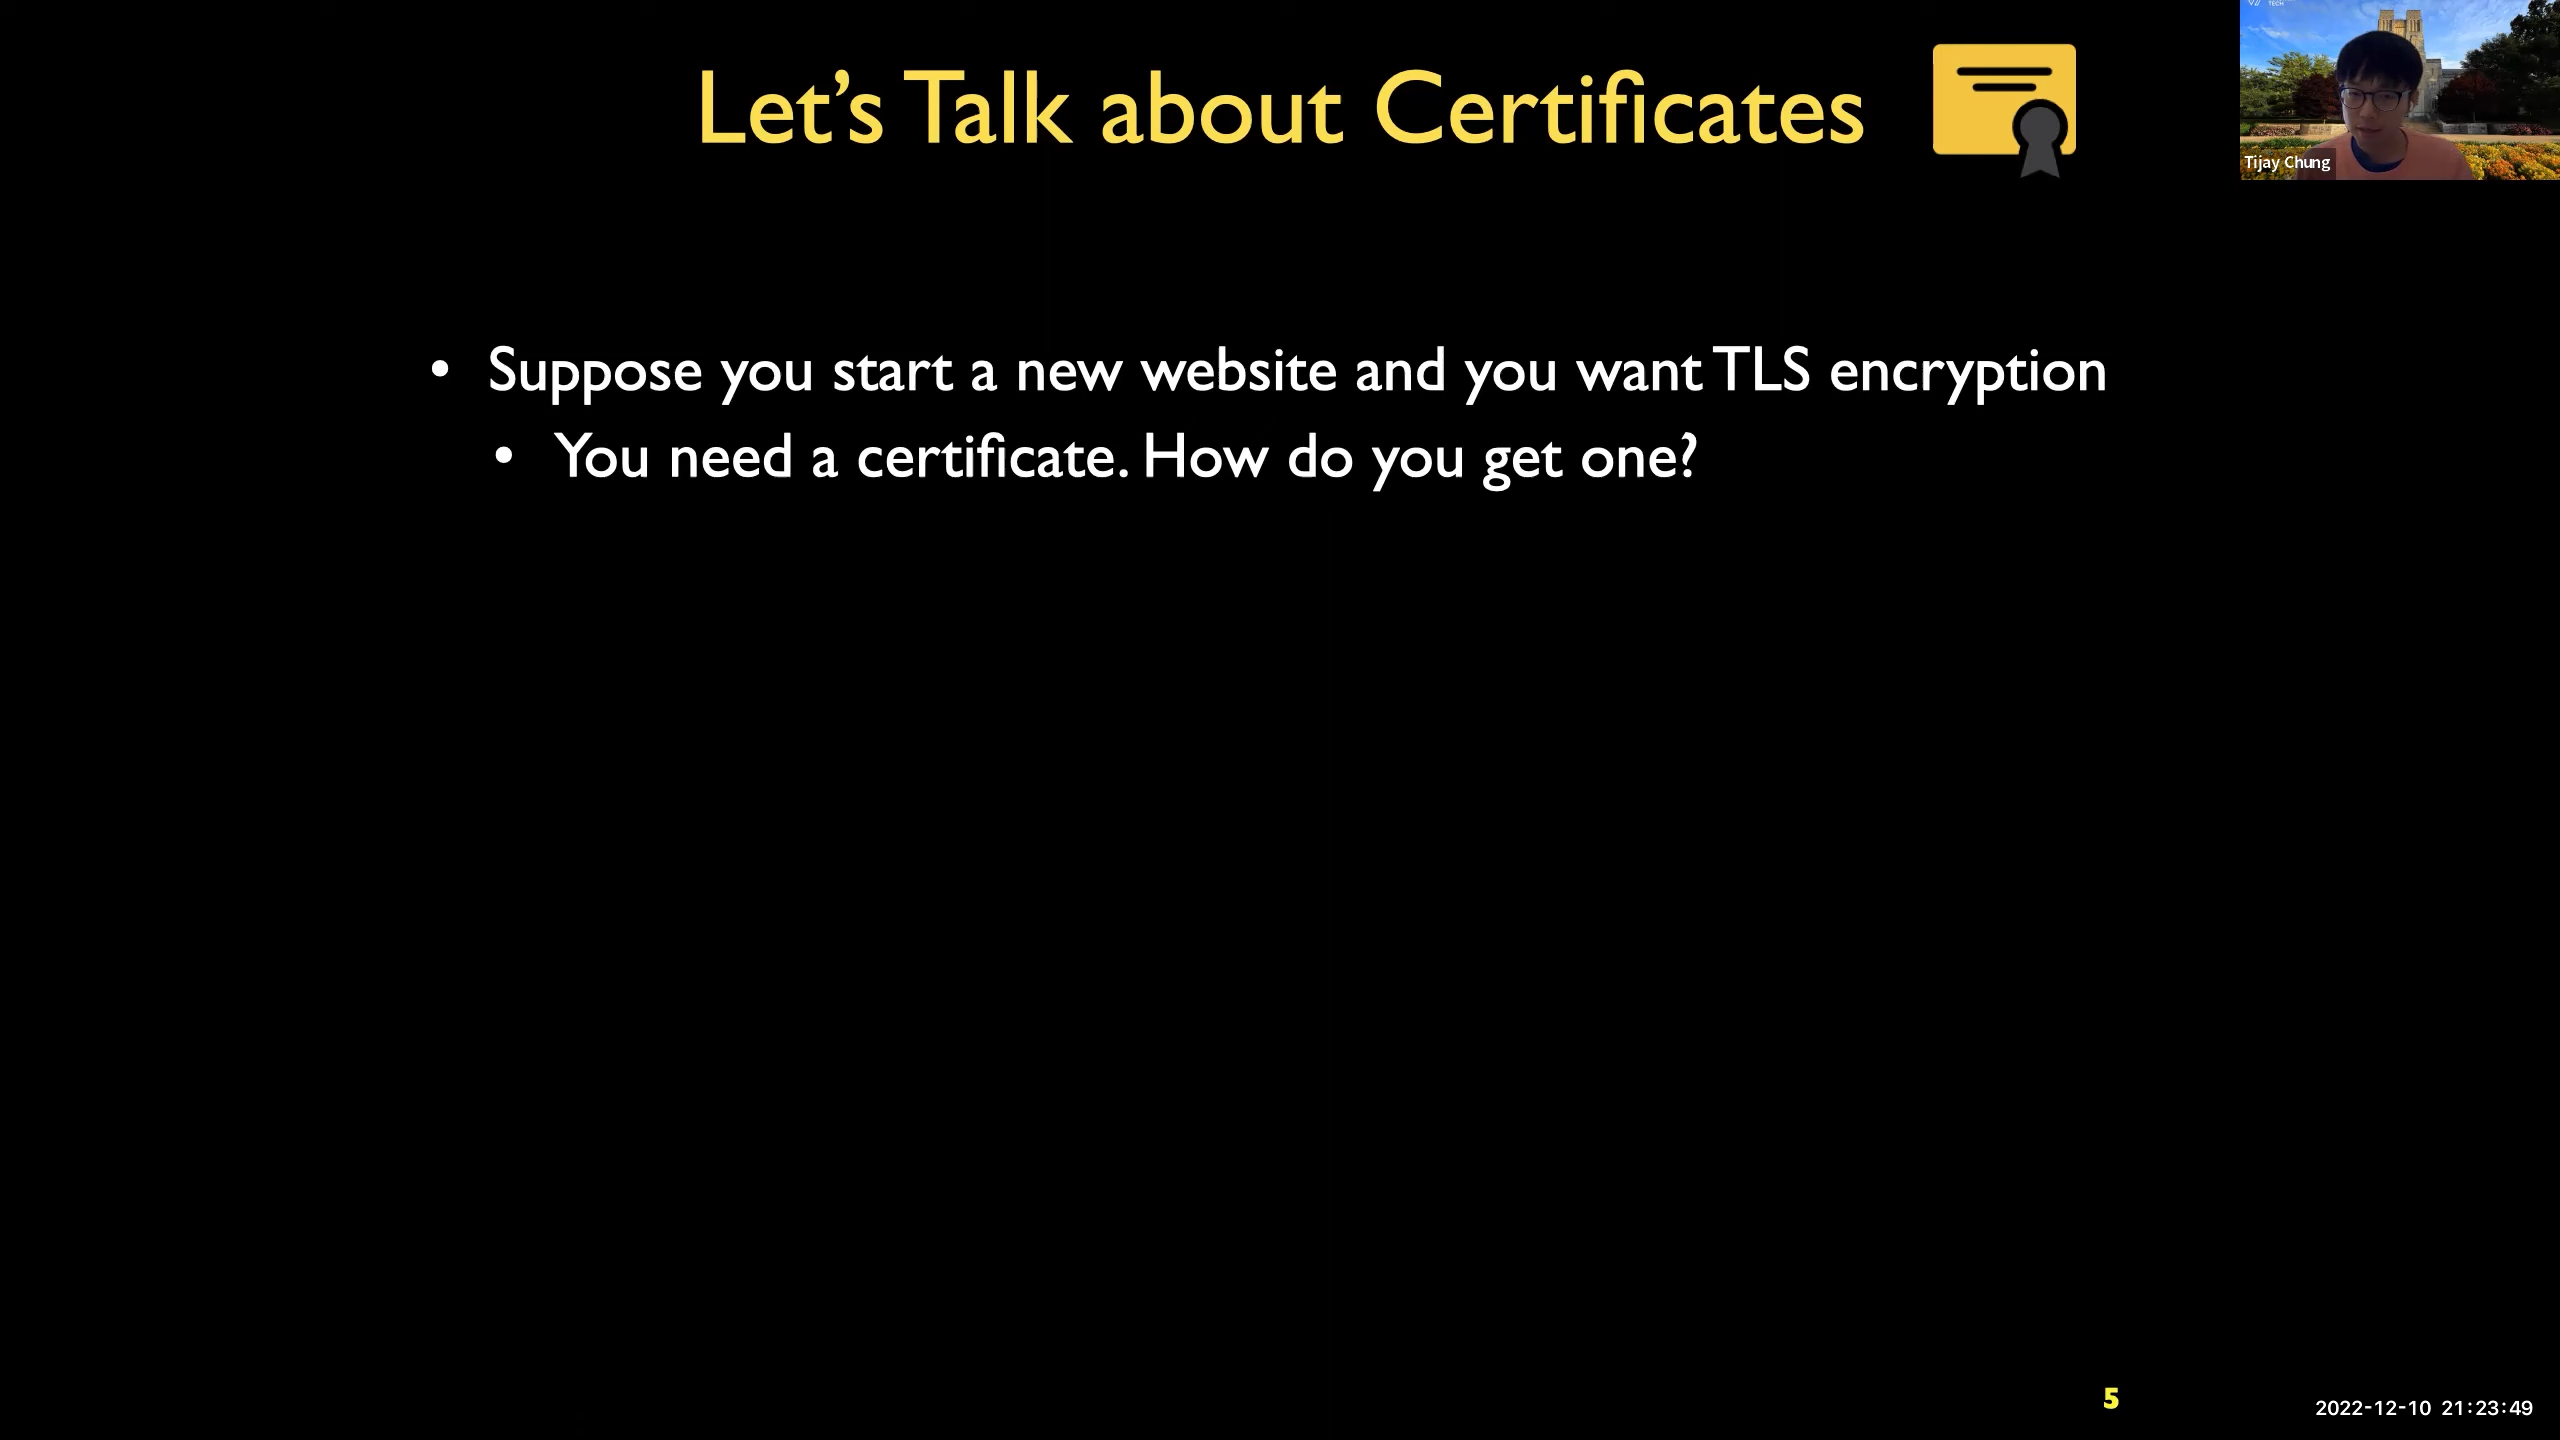 Let's Talk about Certificates
TECH
Tijay Chung
• Suppose you start a new website and you want TLS encryption
• You need a certificate. How do you get one?
5
2022-12-10 21:23:49